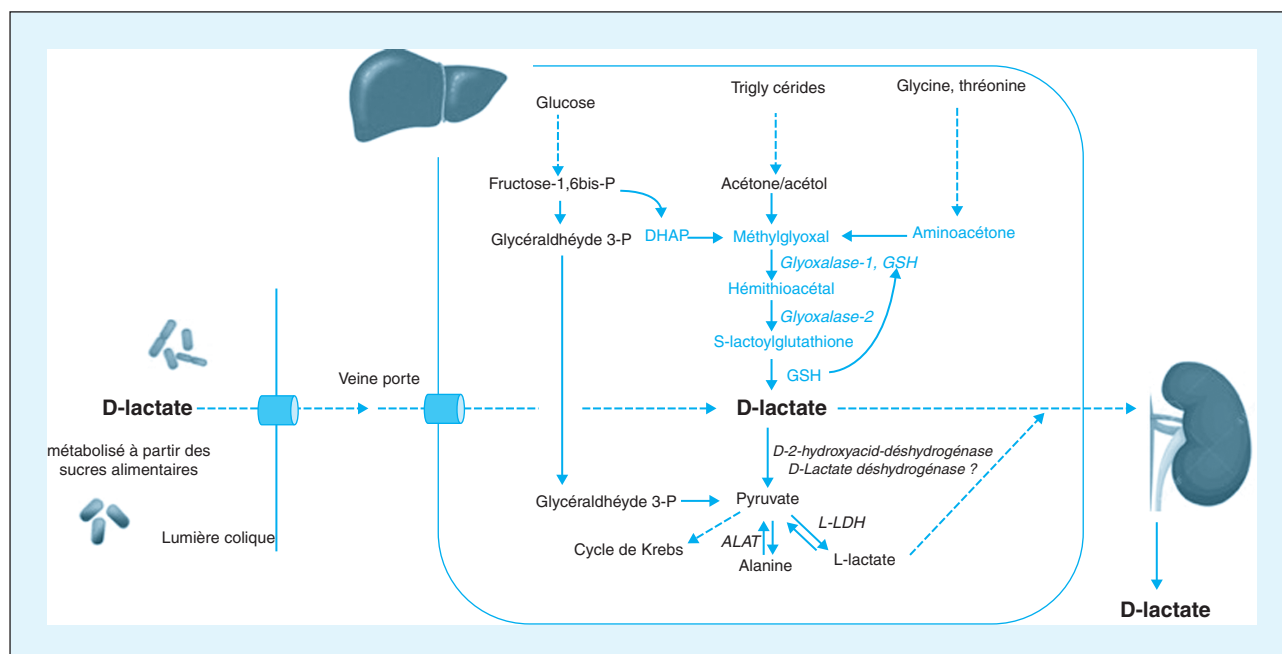 Glucose
Trigly cérides
Glycine, thréonine
Fructose-1,6bis-P
Acétone/acétol
Glycéraldhéyde 3-P
DHAP
Méthylglyoxal
Aminoacétone
Glyoxalase-1, GSH
Hémithioacétal
Glyoxalase-2
S-lactoylglutathione
GSH
Veine porte
D-lactate
D-lactate
métabolisé à partir des
sucres alimentaires
D-2-hydroxyacid-déshydrogénase
D-Lactate déshydrogénase ?
Glycéraldhéyde 3-P
Pyruvate
Lumière colique
Cycle de Krebs
ALAT
L-LDH
Alanine
L-lactate
D-lactate